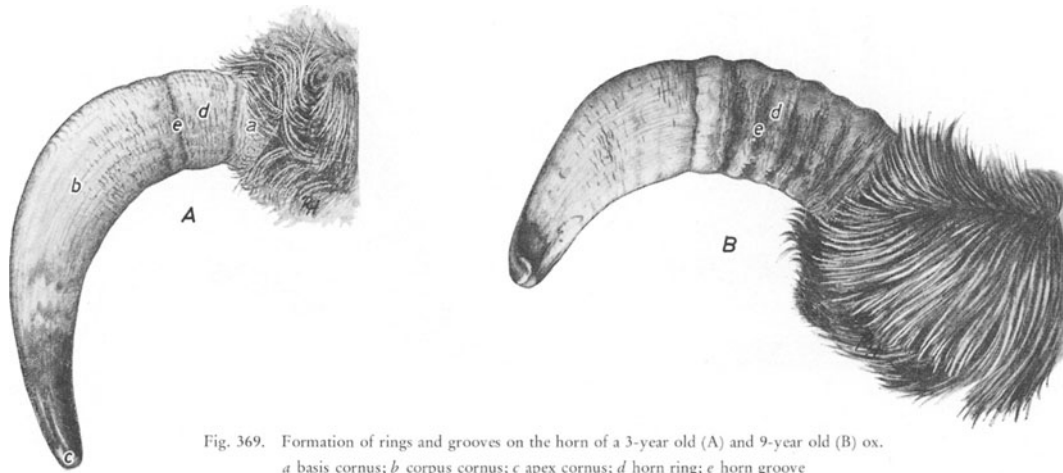 e
d
a
b
A
c
d
e
B
Fig. 369. Formation of rings and grooves on the horn of a 3-year old (A) and 9-year old (B) ox.
a basis cornus; b corpus cornus; c apex cornus; d horn ring; e horn groove